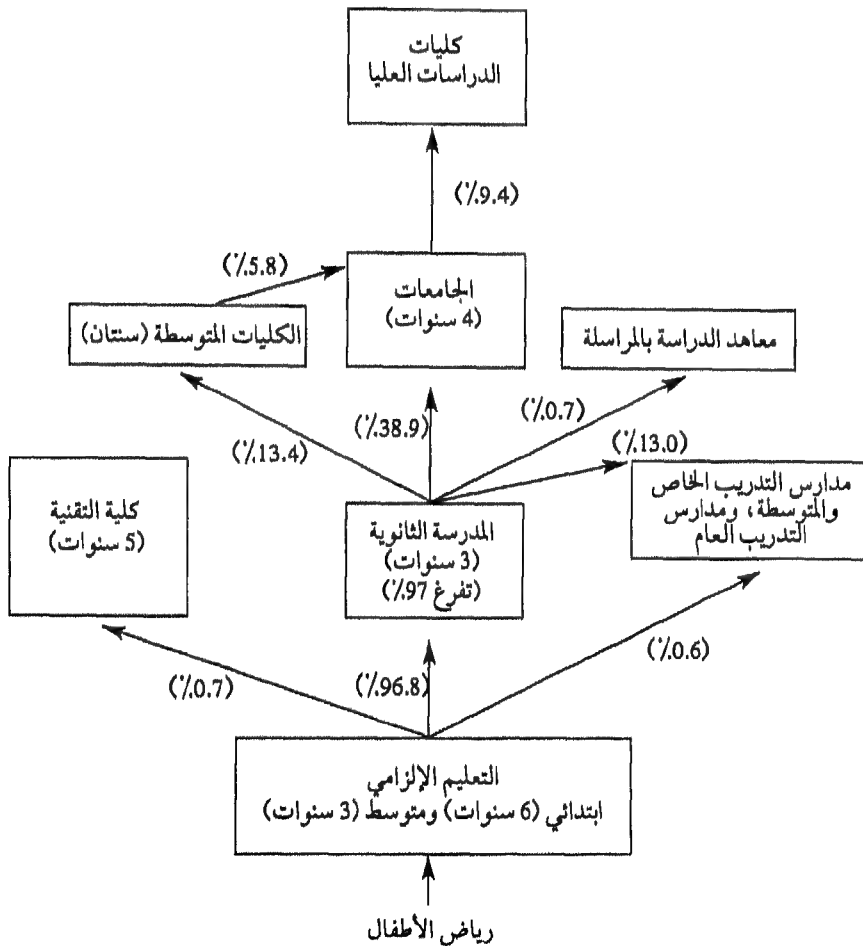 كليات
الدراسات العليا
(٪9.4)
(٪5.8)
الجامعات
(4 سنوات)
الكليات المتوسطة (سنتان)
معاهد الدراسة بالمراسلة
(٪13.4)
(٪38.9)
(٪0.7)
(٪13.0)
كلية التقنية
(5 سنوات)
المدرسة الثانوية
(3 سنوات)
(تفرغ 97٪)
مدارس التدريب الخاص
والمتوسطة، ومدارس
التدريب العام
(٪0.7)
(٪96.8)
(٪0.6)
التعليم الإلزامي
ابتدائي (6 سنوات) ومتوسط (3 سنوات)
رياض الأطفال